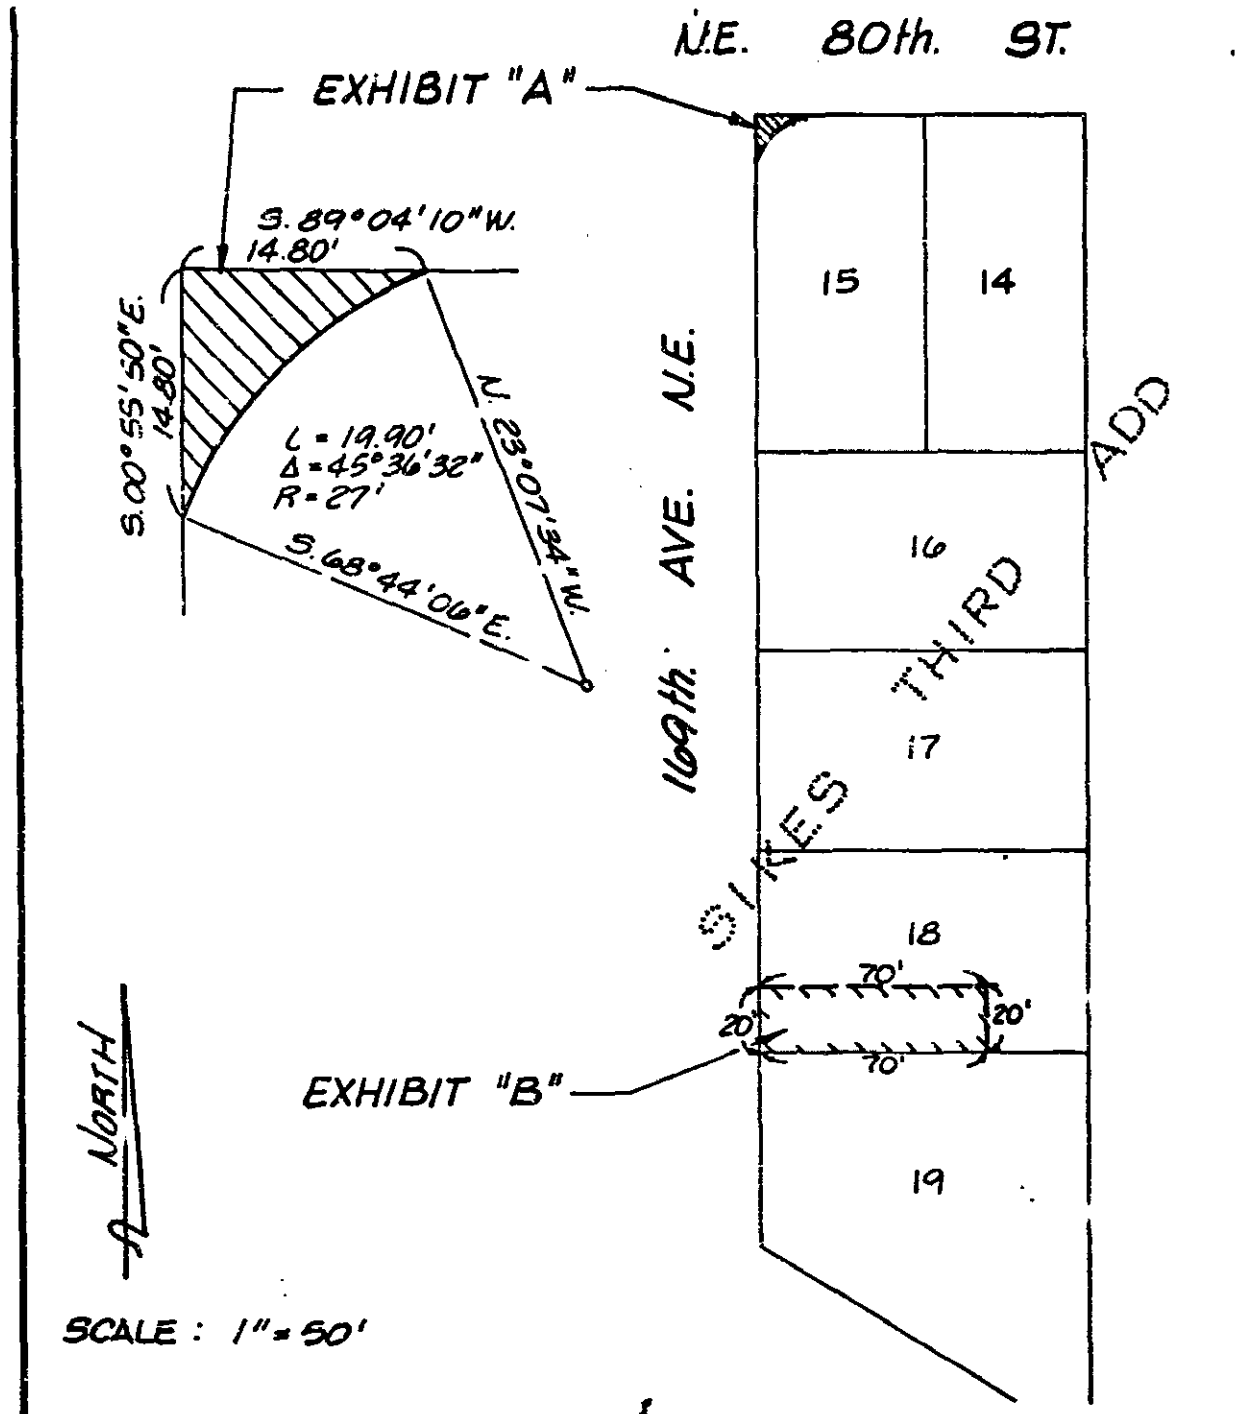 N.E. 80th. ST.
EXHIBIT "A"
S. 89°04'10" W.
14.80'
S. 00°55'50" E.
14.80'
L = 19.90'
Δ = 45°36'32"
R = 27'
N. 23°07'34" W.
S. 68°44'06" E.
15
14
169th. AVE. N.E.
16
SIKES THIRD ADD
17
18
70'
20'
20'
70'
EXHIBIT "B"
19
NORTH
SCALE : 1" = 50'